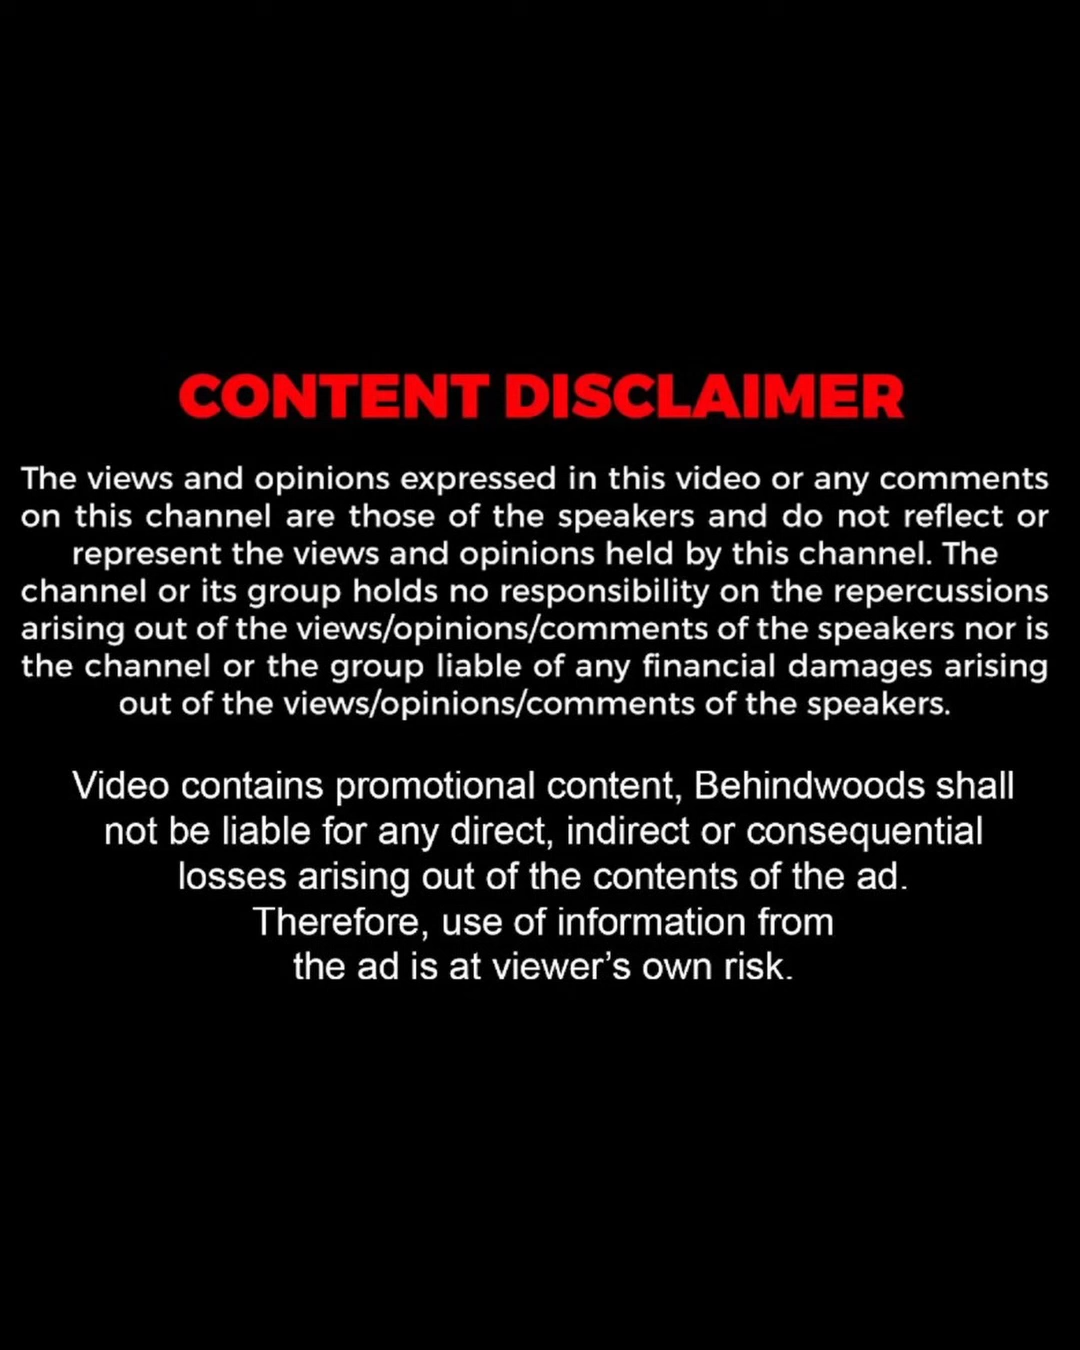 CONTENT DISCLAIMER
The views and opinions expressed in this video or any comments
on this channel are those of the speakers and do not reflect or
represent the views and opinions held by this channel. The
channel or its group holds no responsibility on the repercussions
arising out of the views/opinions/comments of the speakers nor is
the channel or the group liable of any financial damages arising
out of the views/opinions/comments of the speakers.
Video contains promotional content, Behindwoods shall
not be liable for any direct, indirect or consequential
losses arising out of the contents of the ad.
Therefore, use of information from
the ad is at viewer’s own risk.